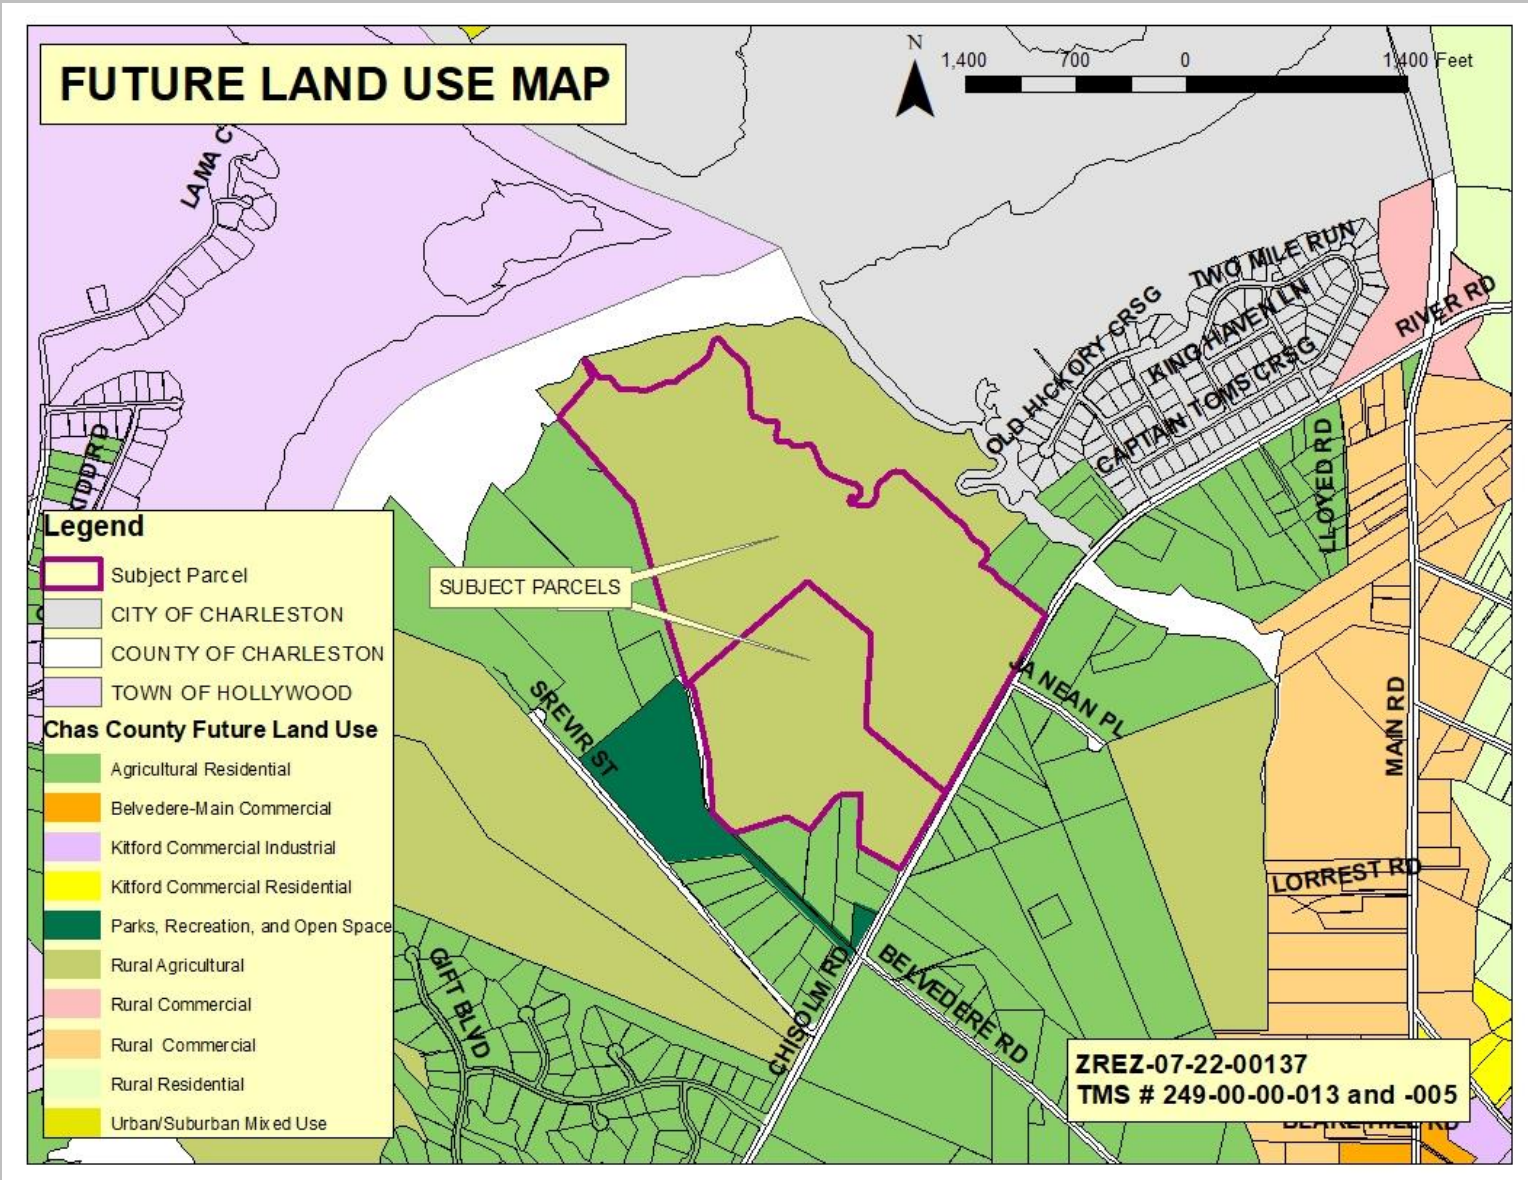 FUTURE LAND USE MAP
N
1,400 700 0 1,400 Feet
LAMA C
TWO MILE RUN
OLD HICKORY CRSG
KING HAVEN LN
RIVER RD
CAPTAIN TOMS CRSG
LLOYED RD
KIDD RD
SUBJECT PARCELS
JA NEAN PL
SREVIR ST
MAIN RD
LORREST RD
GIFT BLVD
CHISOLM RD
BELVEDERE RD
BLAKE HILL RD
Legend
Subject Parcel
CITY OF CHARLESTON
COUNTY OF CHARLESTON
TOWN OF HOLLYWOOD
Chas County Future Land Use
Agricultural Residential
Belvedere-Main Commercial
Kitford Commercial Industrial
Kitford Commercial Residential
Parks, Recreation, and Open Space
Rural Agricultural
Rural Commercial
Rural Commercial
Rural Residential
Urban/Suburban Mixed Use
ZREZ-07-22-00137
TMS # 249-00-00-013 and -005